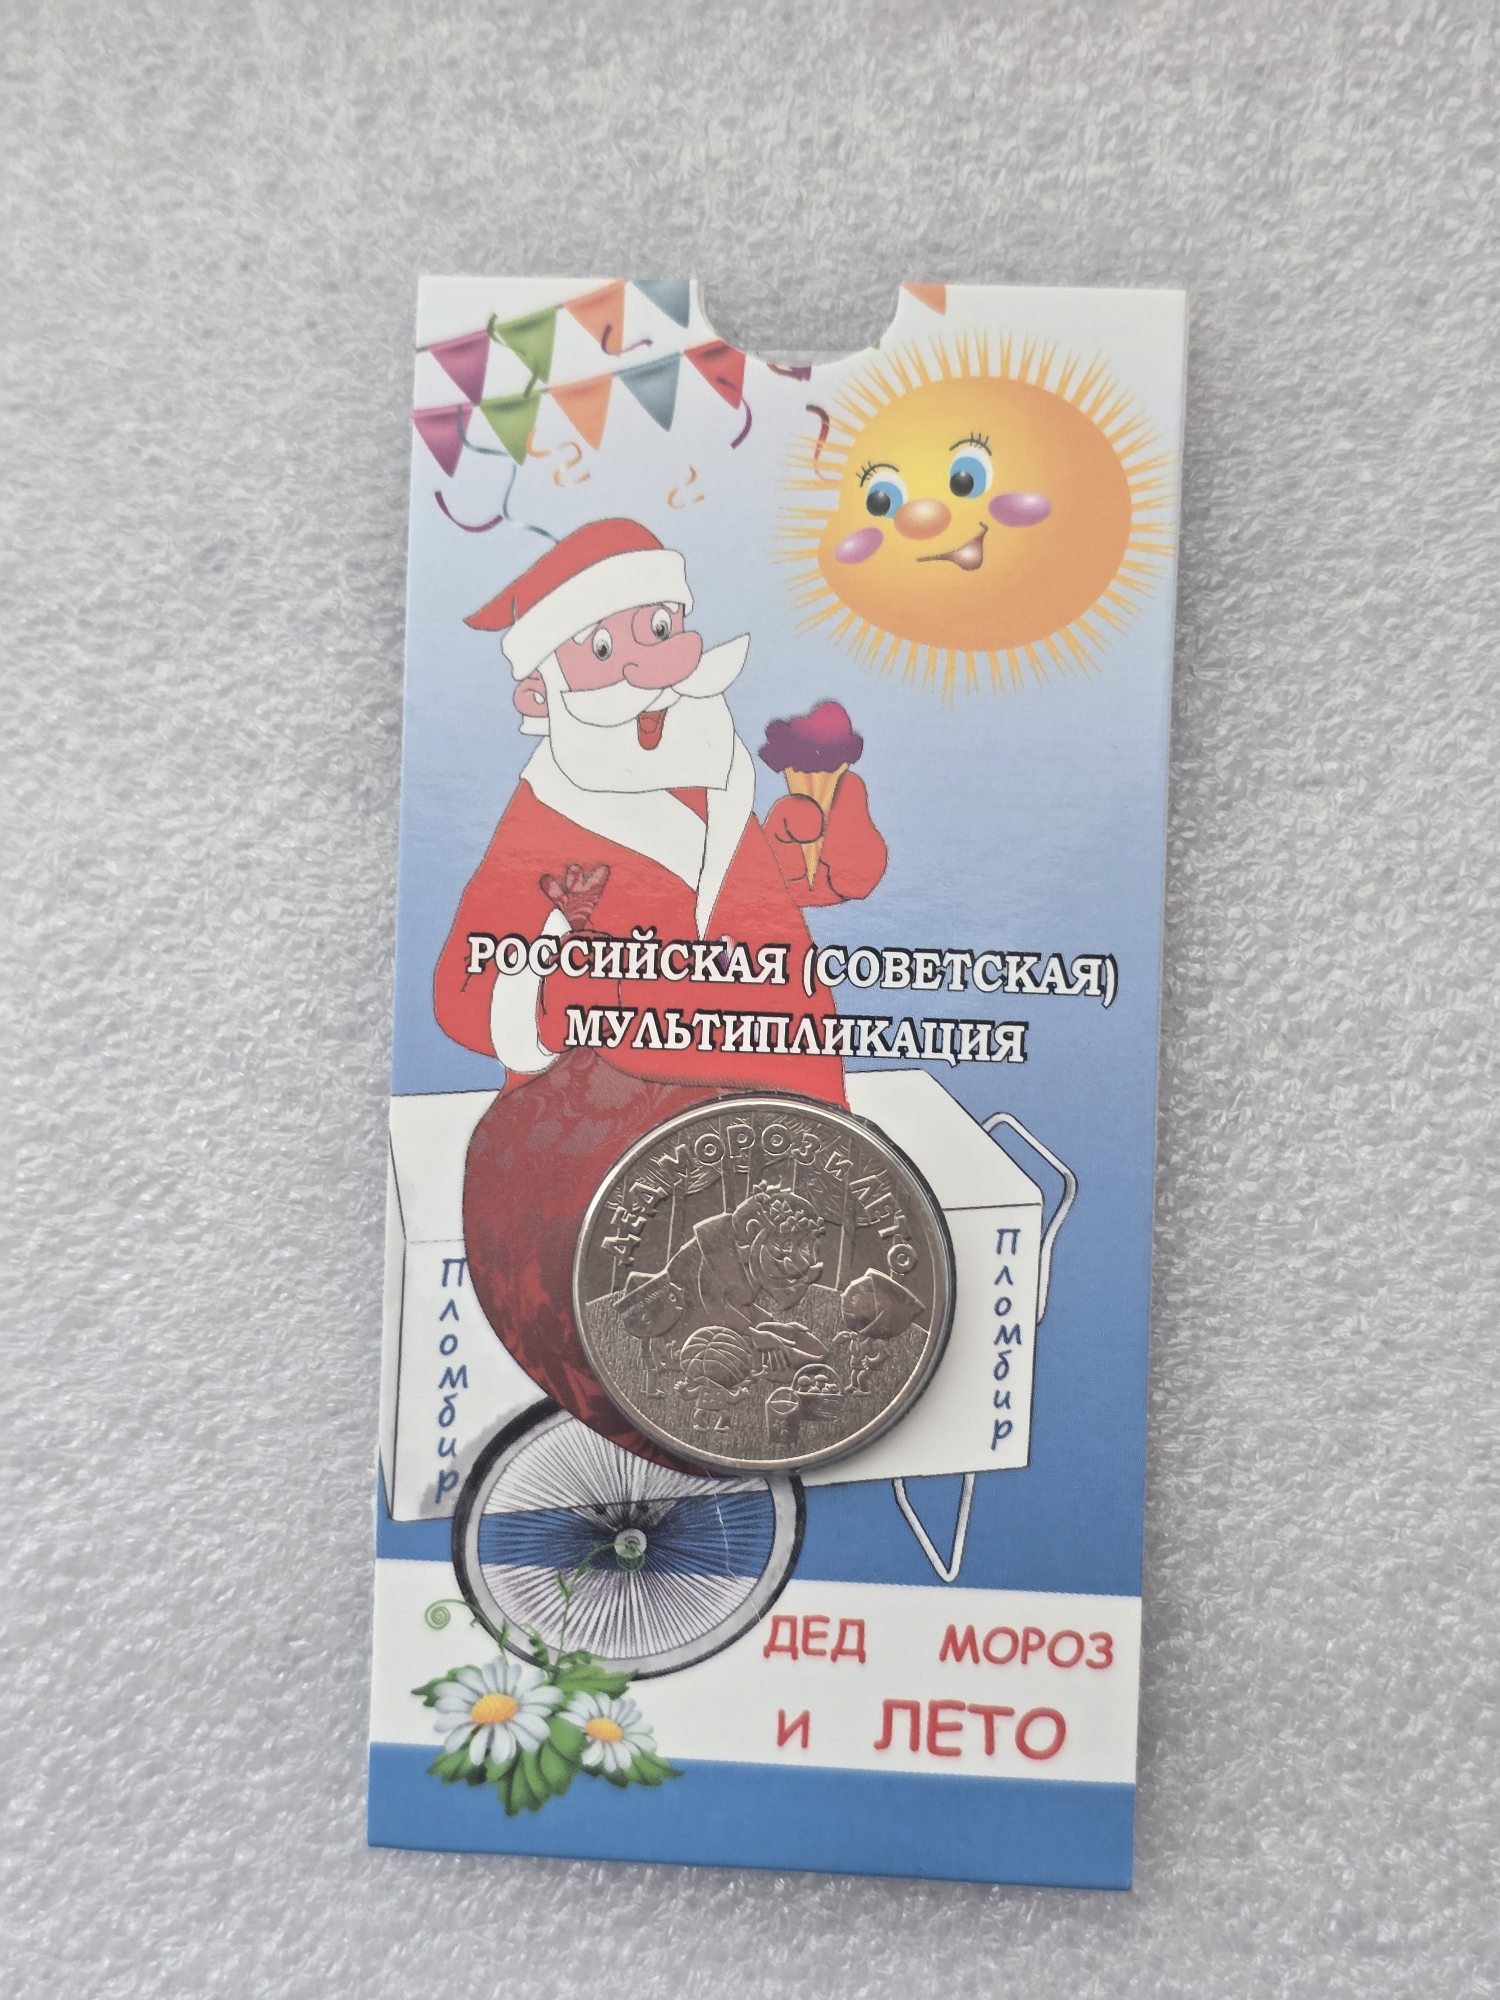 РОССИЙСКАЯ (СОВЕТСКАЯ)
МУЛЬТИПЛИКАЦИЯ
ДЕД МОРОЗ И ЛЕТО
Пломбир
Пломбир
ДЕД МОРОЗ
И ЛЕТО